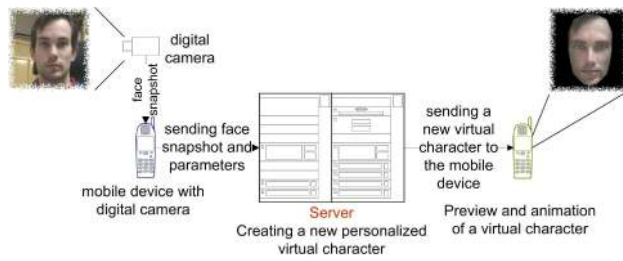 digital
camera
face
snapshot
sending face
snapshot and
parameters
mobile device with
digital camera
Server
Creating a new personalized
virtual character
sending a
new virtual
character to
the mobile
device
Preview and animation
of a virtual character